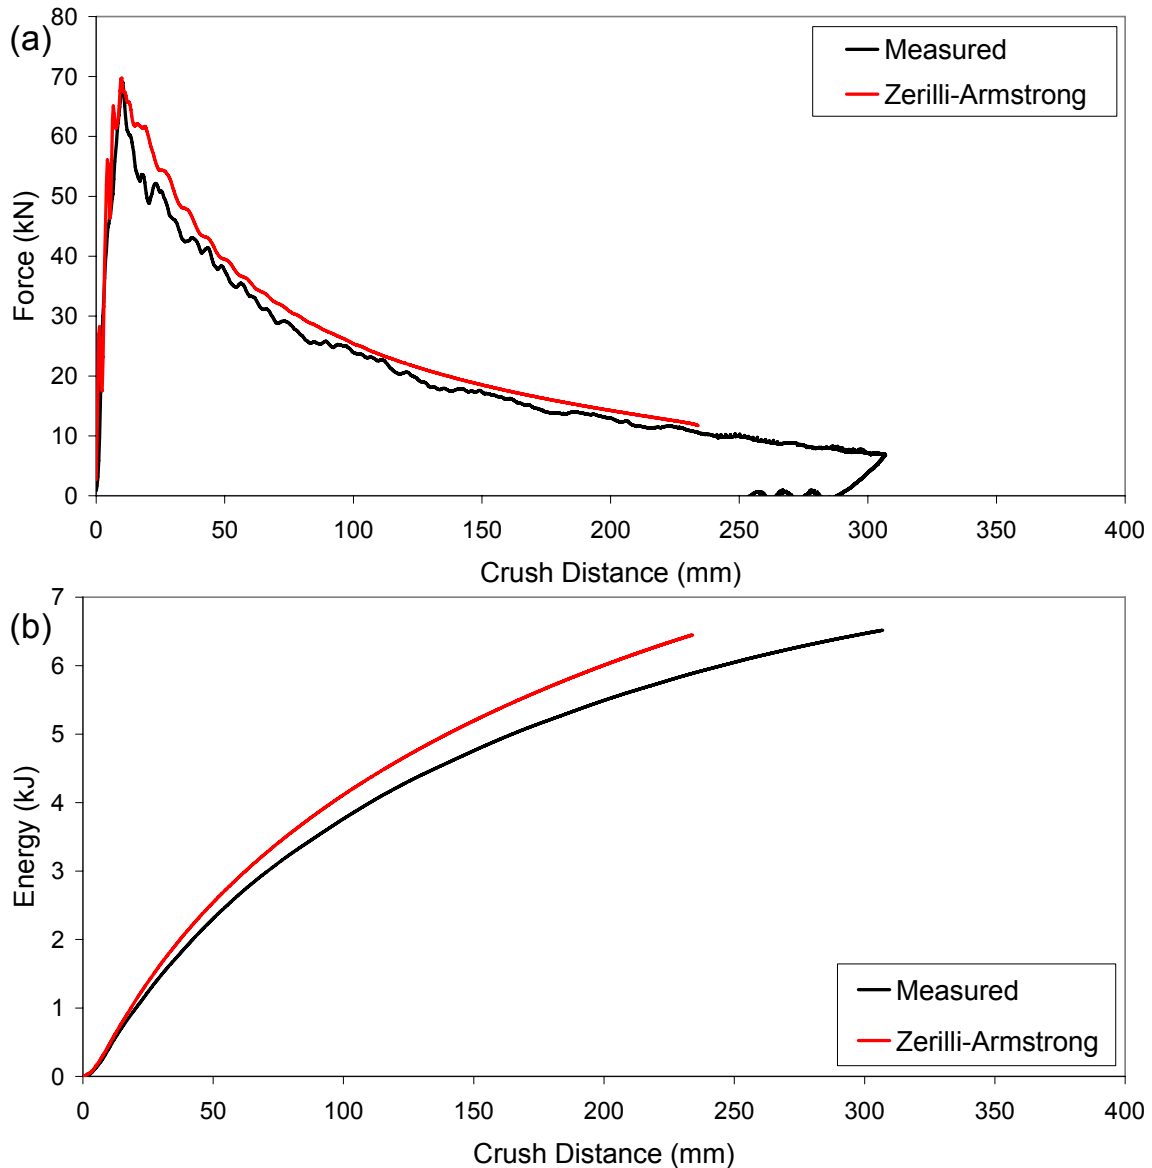 (a)
80
70
60
50
40
30
20
10
0
Force (kN)
Measured
Zerilli-Armstrong
0 50 100 150 200 250 300 350 400
Crush Distance (mm)
(b)
7
6
5
4
3
2
1
0
Energy (kJ)
Measured
Zerilli-Armstrong
0 50 100 150 200 250 300 350 400
Crush Distance (mm)